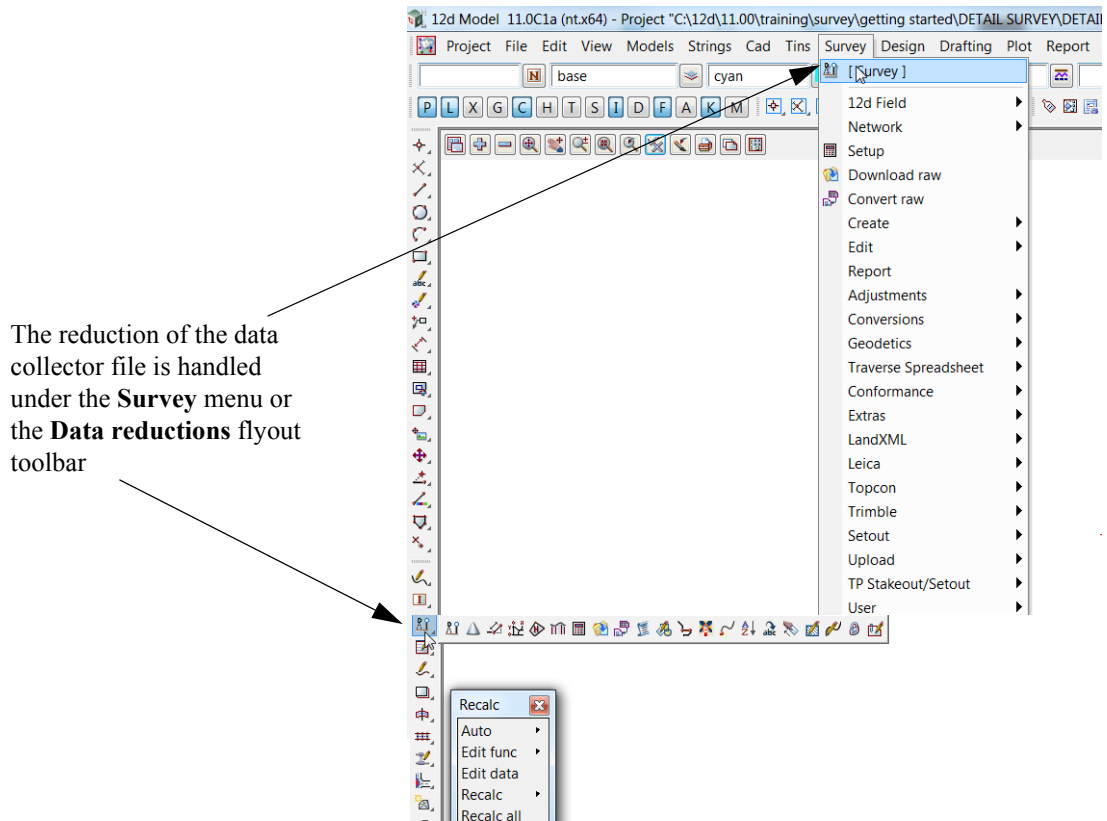 12d Model 11.0C1a (nt.x64) - Project "C:\12d\11.00\training\survey\getting started\DETAIL SURVEY\DETAI
Project File Edit View Models Strings Cad Tins Survey Design Drafting Plot Report
N base cyan
[ Survey ]
P L X G C H T S I D F A K M
12d Field
Network
Setup
Download raw
Convert raw
Create
Edit
Report
Adjustments
Conversions
Geodetics
Traverse Spreadsheet
Conformance
Extras
LandXML
Leica
Topcon
Trimble
Setout
Upload
TP Stakeout/Setout
User
The reduction of the data
collector file is handled
under the Survey menu or
the Data reductions flyout
toolbar
Recalc
Auto
Edit func
Edit data
Recalc
Recalc all